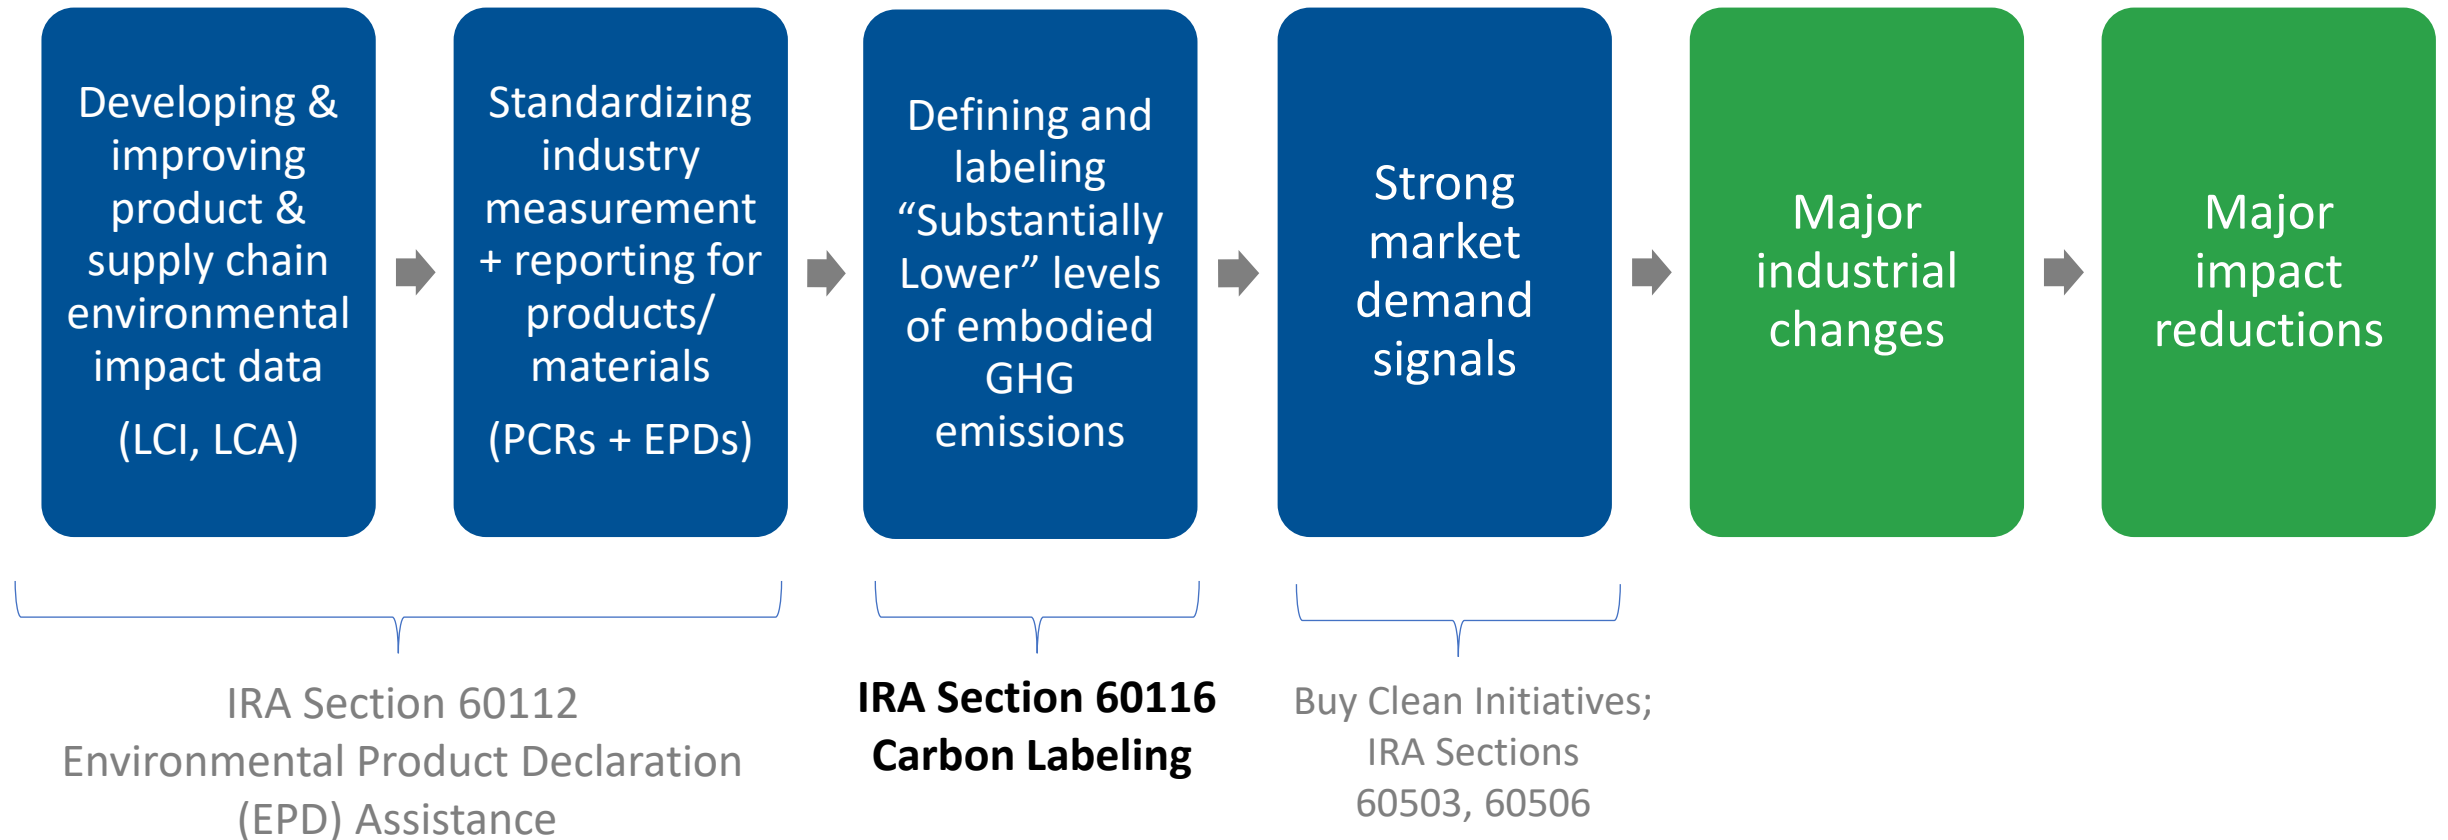 Developing &
improving
product &
supply chain
environmental
impact data
(LCI, LCA)
Standardizing
industry
measurement
+ reporting for
products/
materials
(PCRs + EPDs)
Defining and
labeling
“Substantially
Lower” levels
of embodied
GHG
emissions
Strong
market
demand
signals
Major
industrial
changes
Major
impact
reductions
IRA Section 60112
Environmental Product Declaration
(EPD) Assistance
IRA Section 60116
Carbon Labeling
Buy Clean Initiatives;
IRA Sections
60503, 60506